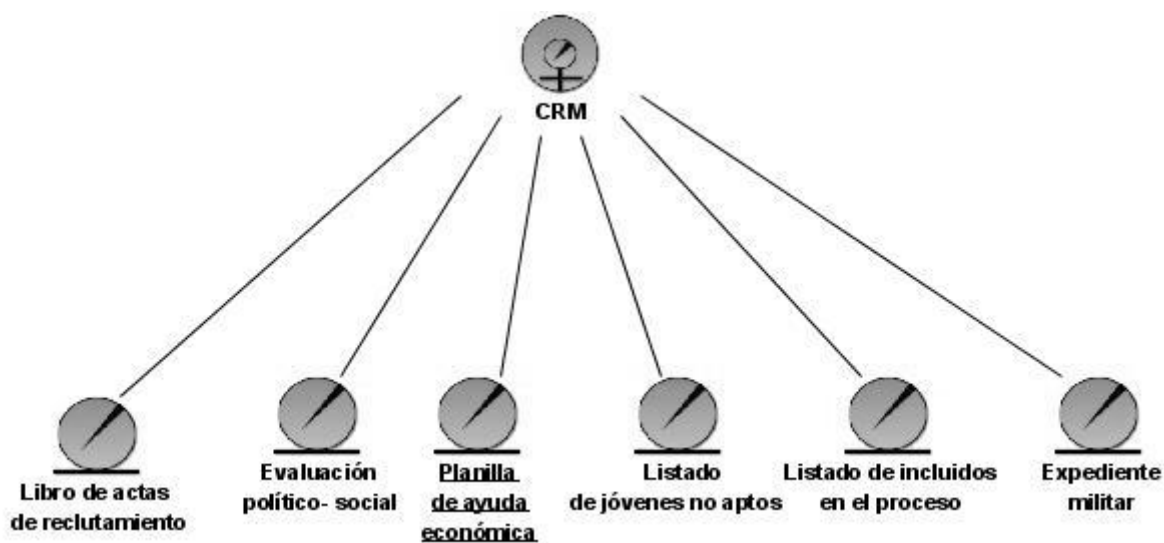 CRM
Libro de actas
de reclutamiento
Evaluación
político- social
Planilla
de ayuda
económica
Listado
de jóvenes no aptos
Listado de incluidos
en el proceso
Expediente
militar